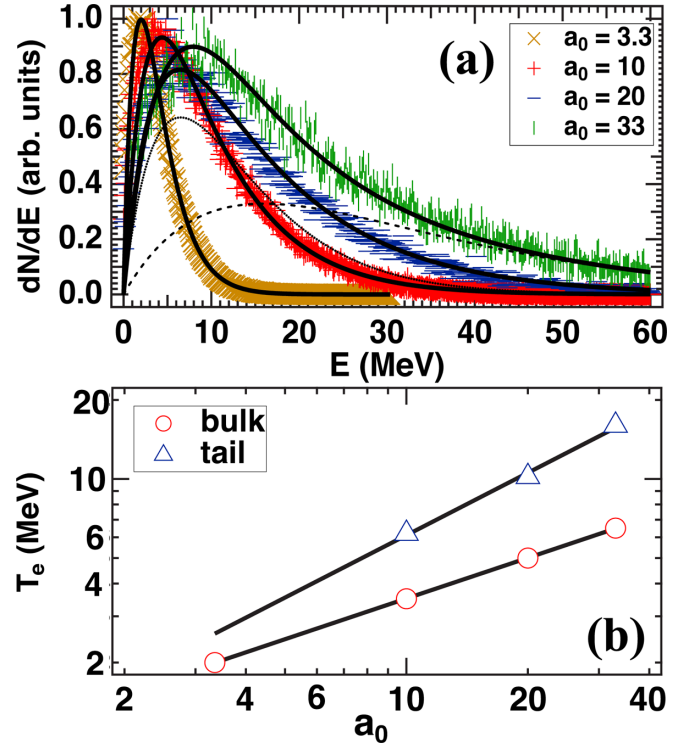 (a)
a0 = 3.3
a0 = 10
a0 = 20
a0 = 33
dN/dE (arb. units)
1.0
0.8
0.6
0.4
0.2
0.0
0 10 20 30 40 50 60
E (MeV)
bulk
tail
Te (MeV)
20
10
6
4
2
(b)
2 4 6 10 20 40
a0